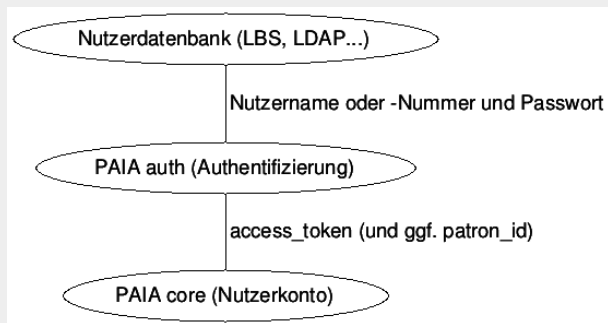 Nutzerdatenbank (LBS, LDAP...)
Nutzername oder -Nummer und Passwort
PAIA auth (Authentifizierung)
access_token (und ggf. patron_id)
PAIA core (Nutzerkonto)